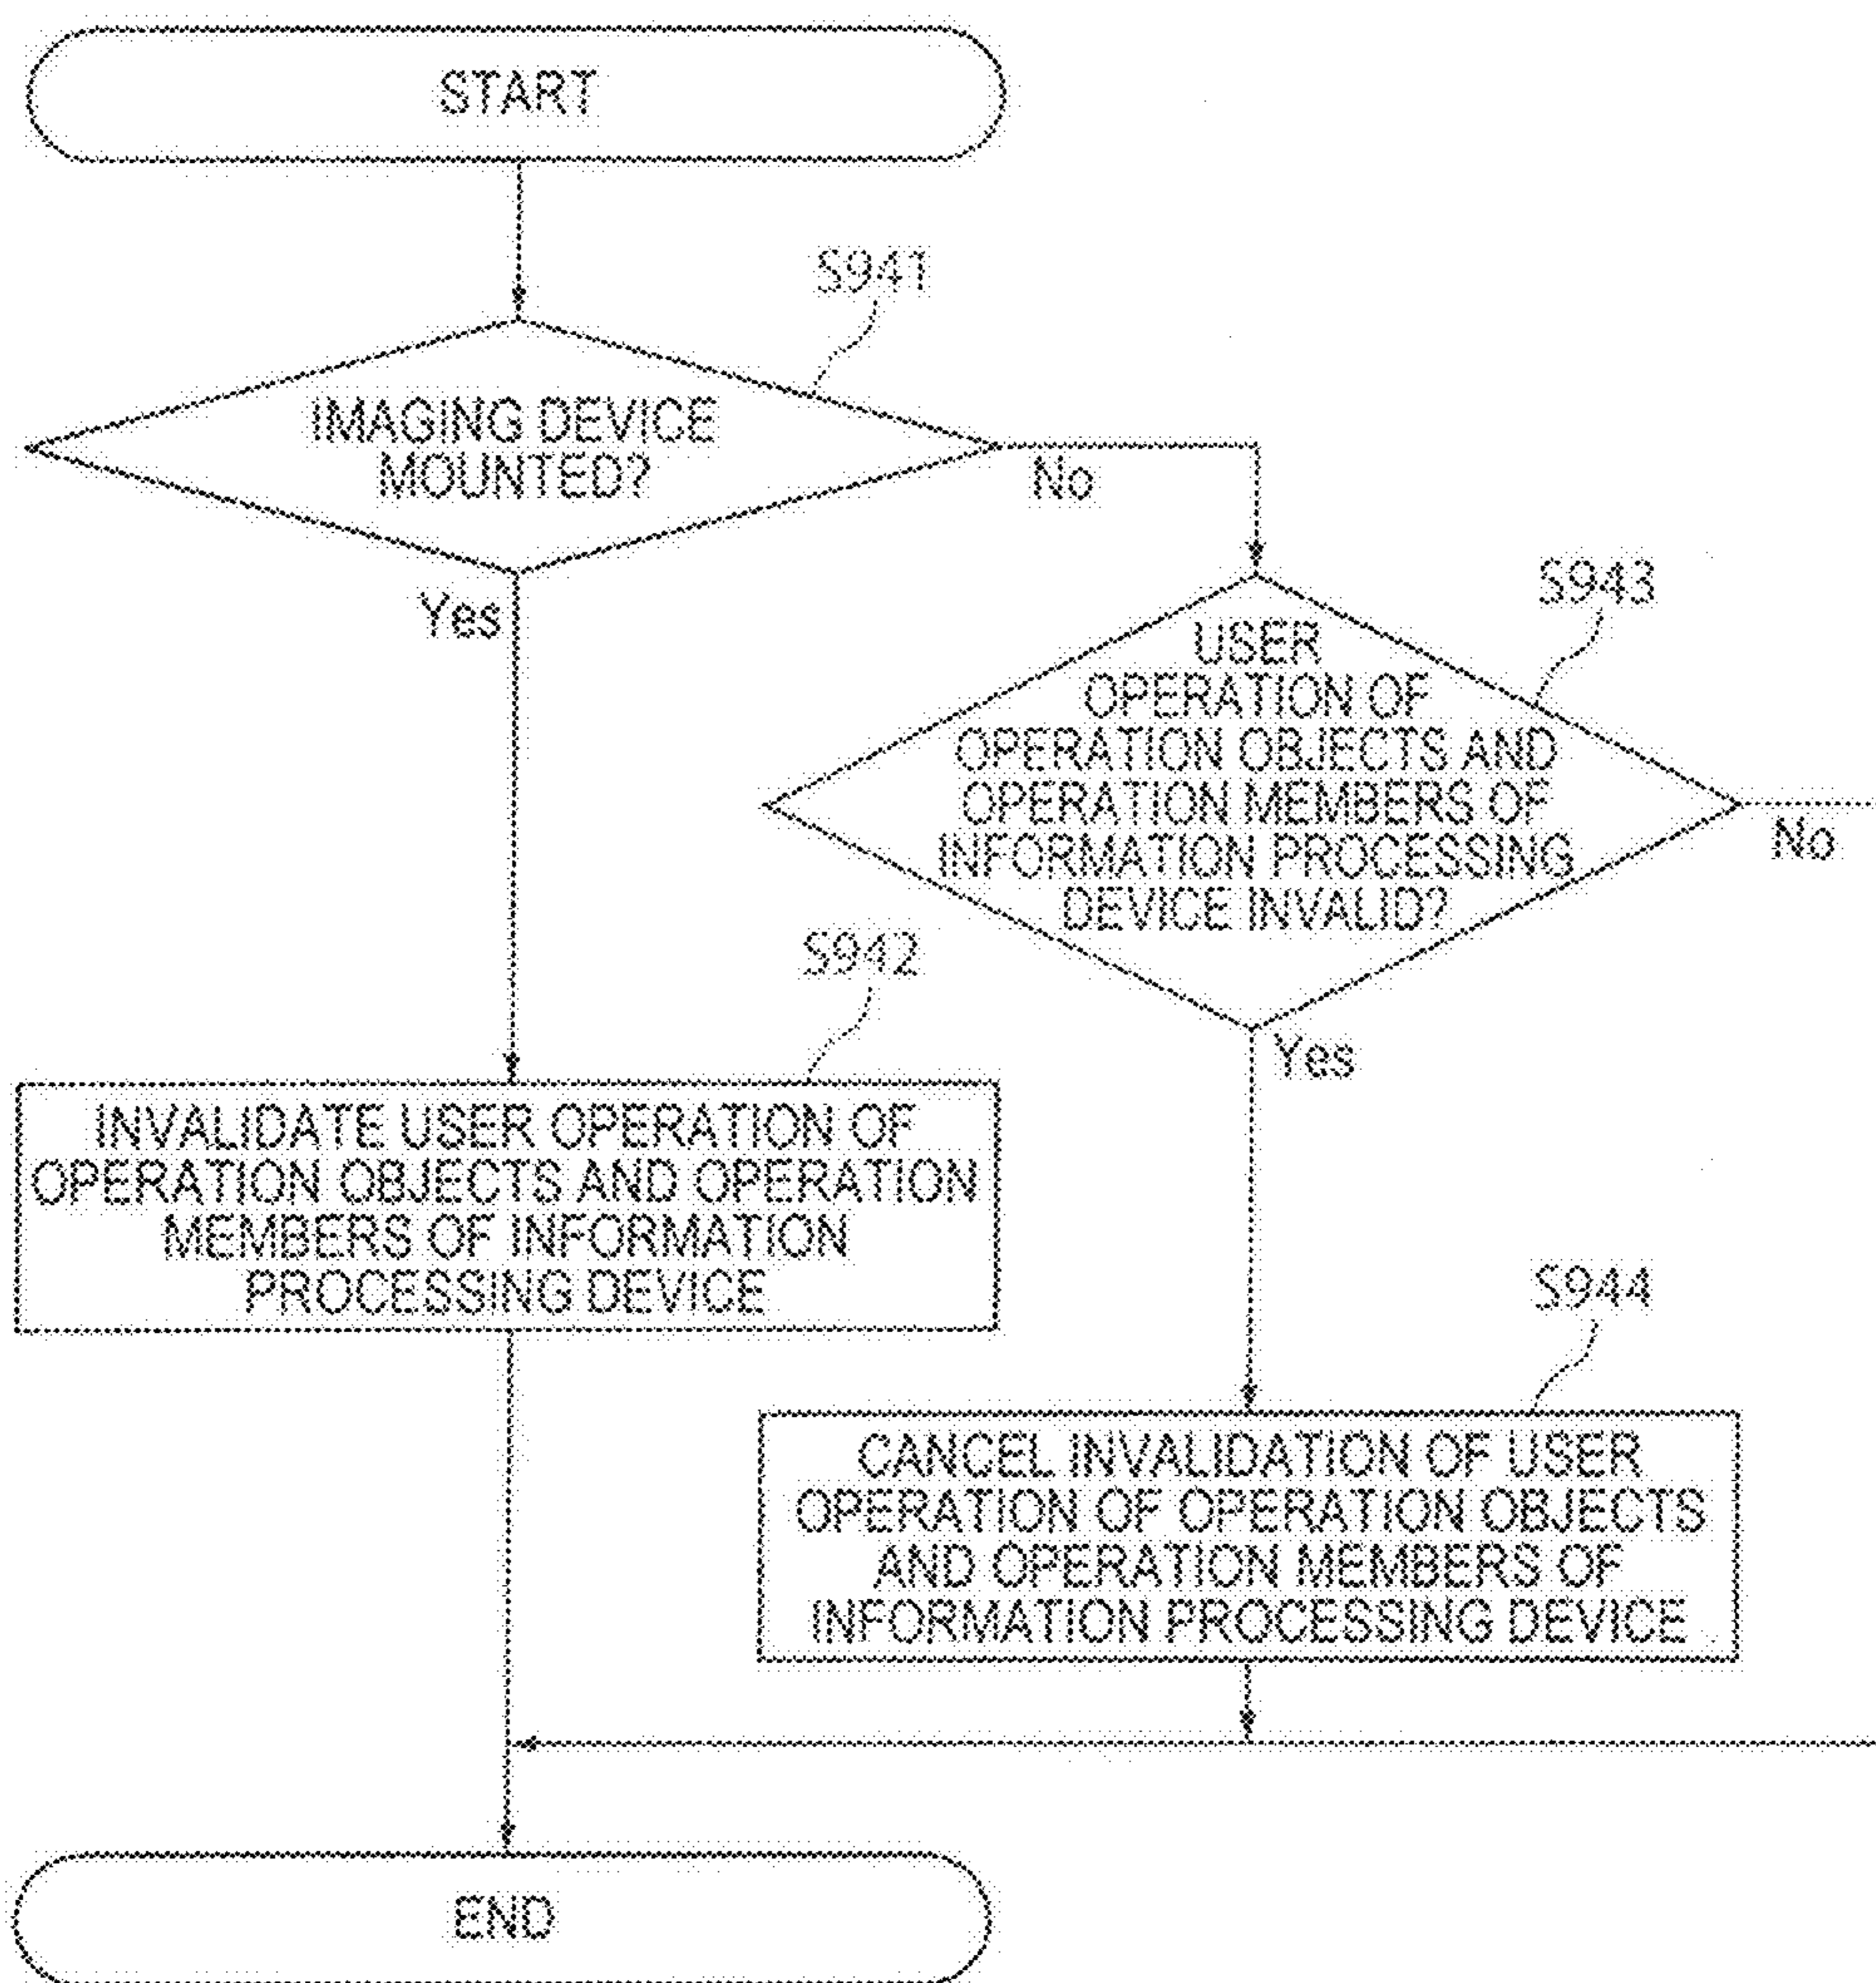 START
S941
IMAGING DEVICE
MOUNTED?
No
Yes
S943
USER
OPERATION OF
OPERATION OBJECTS AND
OPERATION MEMBERS OF
INFORMATION PROCESSING
DEVICE INVALID?
No
Yes
S942
INVALIDATE USER OPERATION OF
OPERATION OBJECTS AND OPERATION
MEMBERS OF INFORMATION
PROCESSING DEVICE
S944
CANCEL INVALIDATION OF USER
OPERATION OF OPERATION OBJECTS
AND OPERATION MEMBERS OF
INFORMATION PROCESSING DEVICE
END